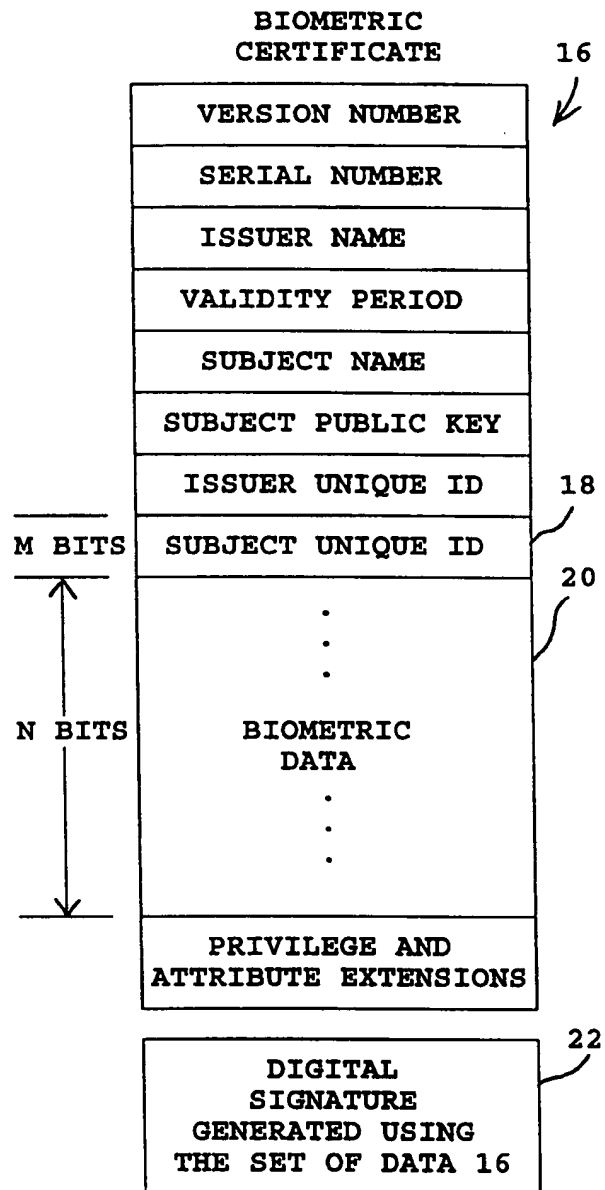 BIOMETRIC
CERTIFICATE
16
VERSION NUMBER
SERIAL NUMBER
ISSUER NAME
VALIDITY PERIOD
SUBJECT NAME
SUBJECT PUBLIC KEY
ISSUER UNIQUE ID
18
M BITS
SUBJECT UNIQUE ID
20
N BITS
BIOMETRIC
DATA
PRIVILEGE AND
ATTRIBUTE EXTENSIONS
22
DIGITAL
SIGNATURE
GENERATED USING
THE SET OF DATA 16